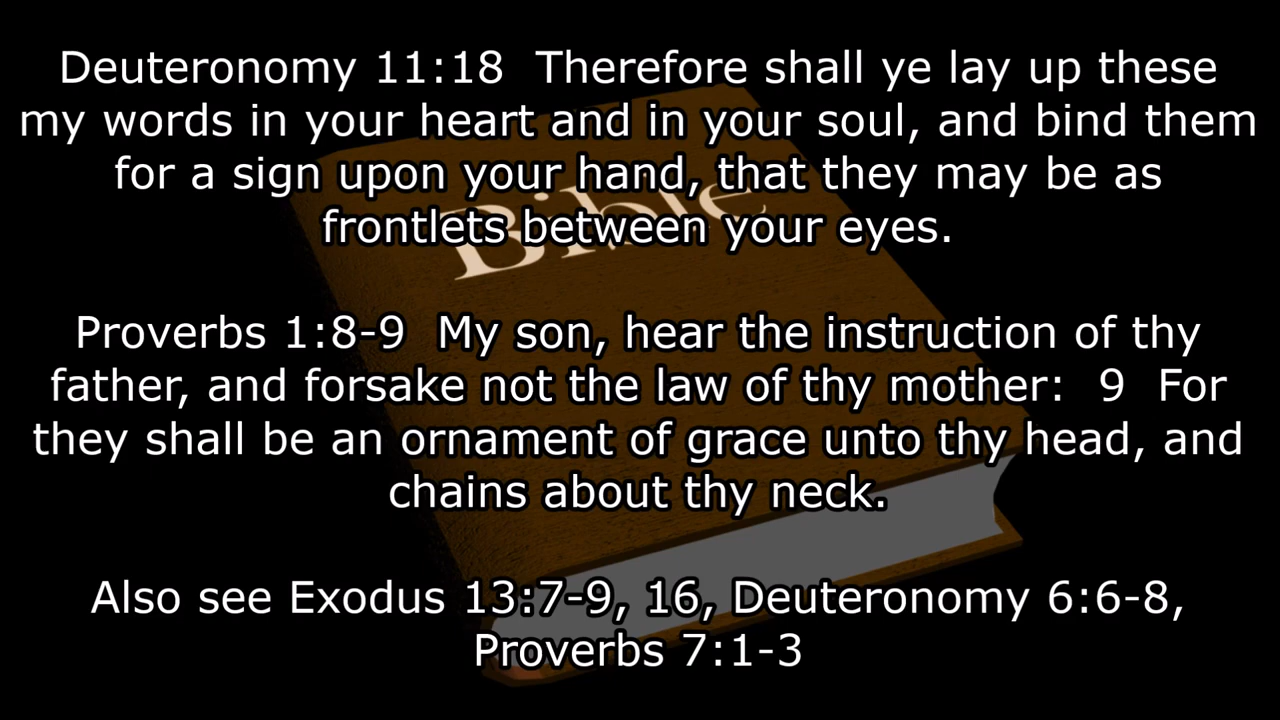 Deuteronomy 11:18  Therefore shall ye lay up these
my words in your heart and in your soul, and bind them
for a sign upon your hand, that they may be as
frontlets between your eyes.
Proverbs 1:8-9  My son, hear the instruction of thy
father, and forsake not the law of thy mother:  9  For
they shall be an ornament of grace unto thy head, and
chains about thy neck.
Also see Exodus 13:7-9, 16, Deuteronomy 6:6-8,
Proverbs 7:1-3
Bible